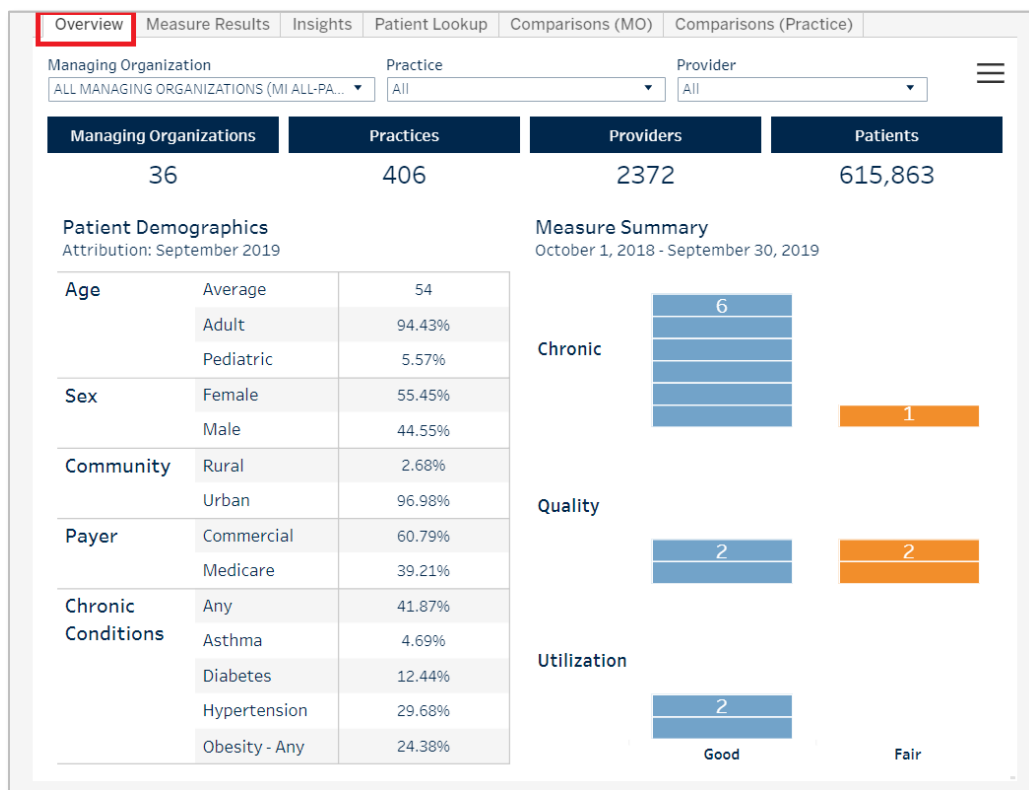 Overview Measure Results Insights Patient Lookup Comparisons (MO) Comparisons (Practice)
Managing Organization Practice Provider
ALL MANAGING ORGANIZATIONS (MI ALL-PA... All All
Managing Organizations Practices Providers Patients
36 406 2372 615,863
Patient Demographics
Attribution: September 2019
Age Average 54
Adult 94.43%
Pediatric 5.57%
Sex Female 55.45%
Male 44.55%
Community Rural 2.68%
Urban 96.98%
Payer Commercial 60.79%
Medicare 39.21%
Chronic Conditions Any 41.87%
Asthma 4.69%
Diabetes 12.44%
Hypertension 29.68%
Obesity - Any 24.38%
Measure Summary
October 1, 2018 - September 30, 2019
Chronic 6 1
Quality 2 2
Utilization 2
Good Fair